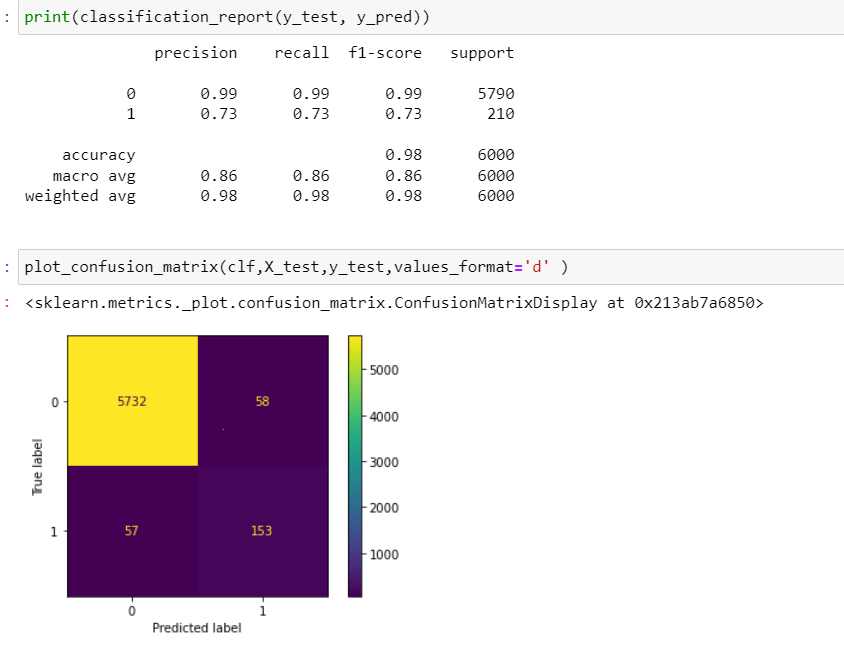 : print(classification_report(y_test, y_pred))
precision recall f1-score support
0 0.99 0.99 0.99 5790
1 0.73 0.73 0.73 210
accuracy 0.98 6000
macro avg 0.86 0.86 0.86 6000
weighted avg 0.98 0.98 0.98 6000
: plot_confusion_matrix(clf,X_test,y_test,values_format='d' )
: <sklearn.metrics._plot.confusion_matrix.ConfusionMatrixDisplay at 0x213ab7a6850>
5000
0 5732 58
4000
True label
3000
2000
1 57 153
1000
0 1
Predicted label